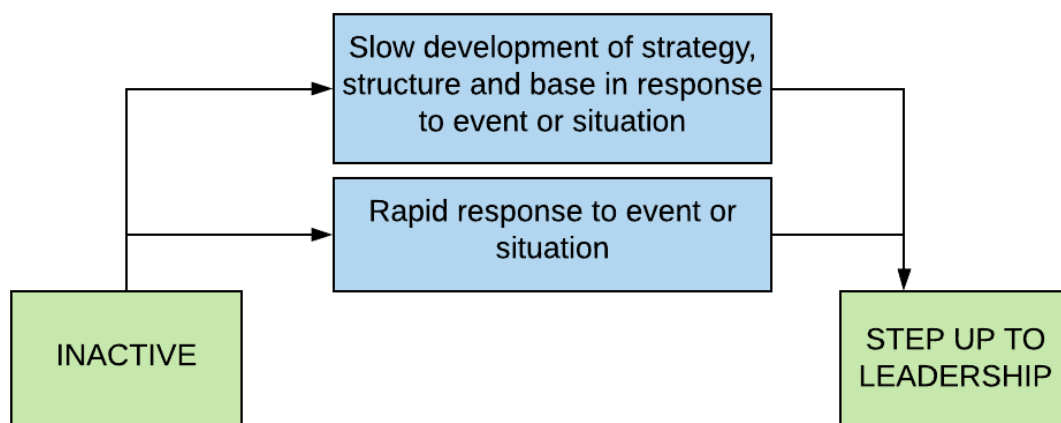 Slow development of strategy,
structure and base in response
to event or situation
Rapid response to event or
situation
INACTIVE
STEP UP TO
LEADERSHIP